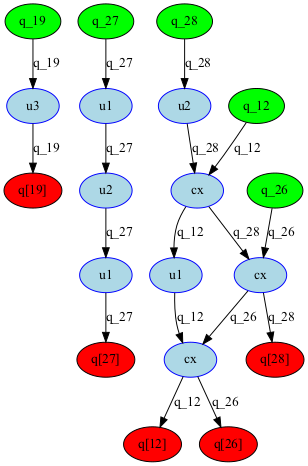 q_19 q_27 q_28
q_19 q_27 q_28
u3 u1 u2 q_12
q_19 q_27 q_28 q_12
q[19] u2 cx q_26
q_27 q_12 q_28 q_26
u1 u1 cx
q_27 q_12 q_26 q_28
q[27] cx q[28]
q_12 q_26
q[12] q[26]